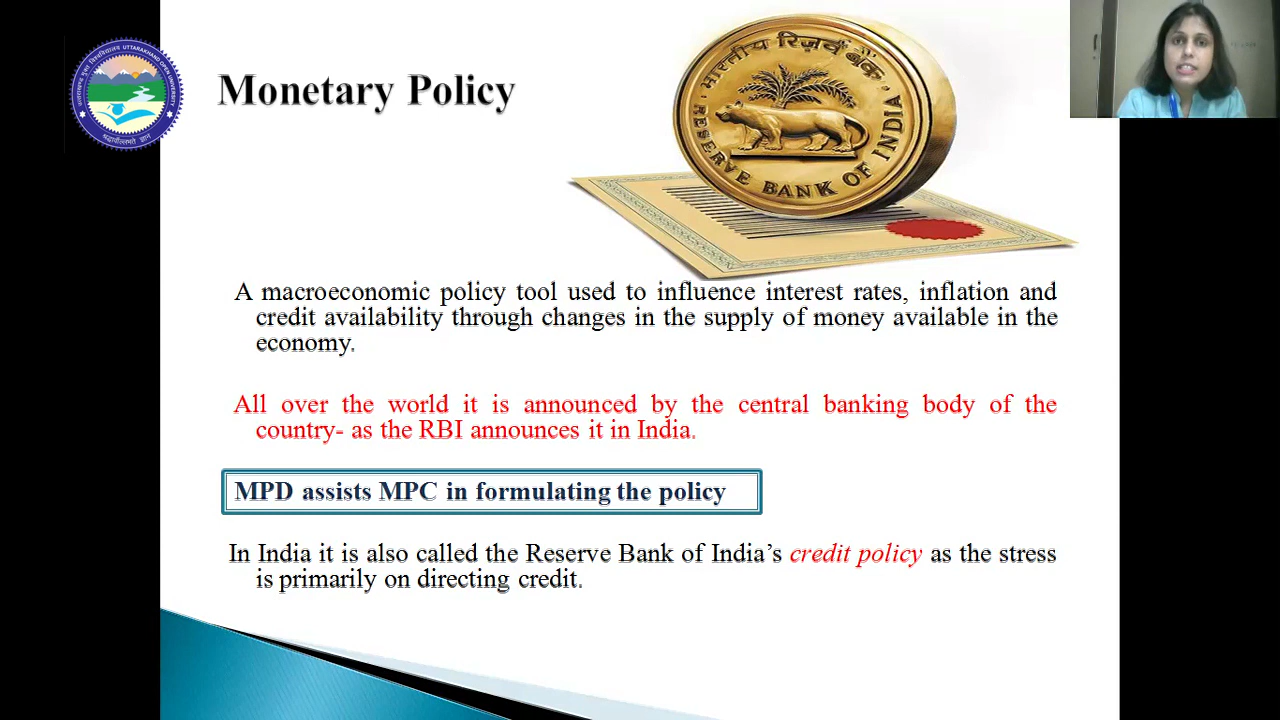 UTTARAKHAND OPEN UNIVERSITY
Monetary Policy
भारतीय रिज़र्व बैंक
RESERVE BANK OF INDIA
A macroeconomic policy tool used to influence interest rates, inflation and
credit availability through changes in the supply of money available in the
economy.
All over the world it is announced by the central banking body of the
country- as the RBI announces it in India.
MPD assists MPC in formulating the policy
In India it is also called the Reserve Bank of India’s credit policy as the stress
is primarily on directing credit.